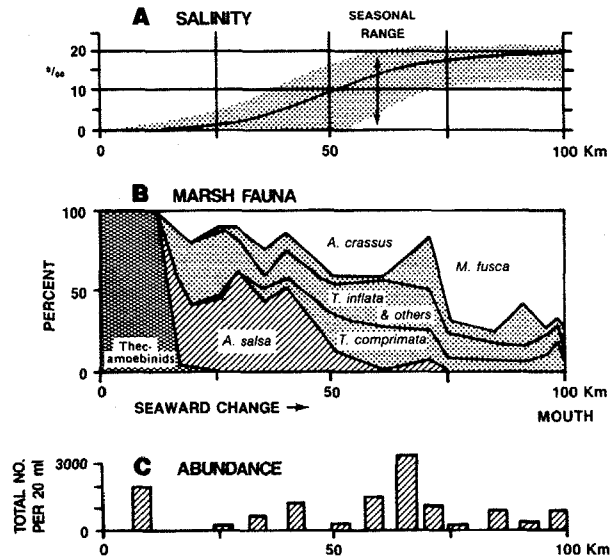 A SALINITY
SEASONAL
RANGE
20
10
0
‰
0
50
100 Km
B MARSH FAUNA
100
50
0
PERCENT
A. crassus
M. fusca
T. inflata
& others
T. comprimata
A. salsa
Thec-
amoebinids
0
50
100 Km
SEAWARD CHANGE →
MOUTH
C ABUNDANCE
TOTAL NO.
PER 20 ml
3000
0
0
50
100 Km